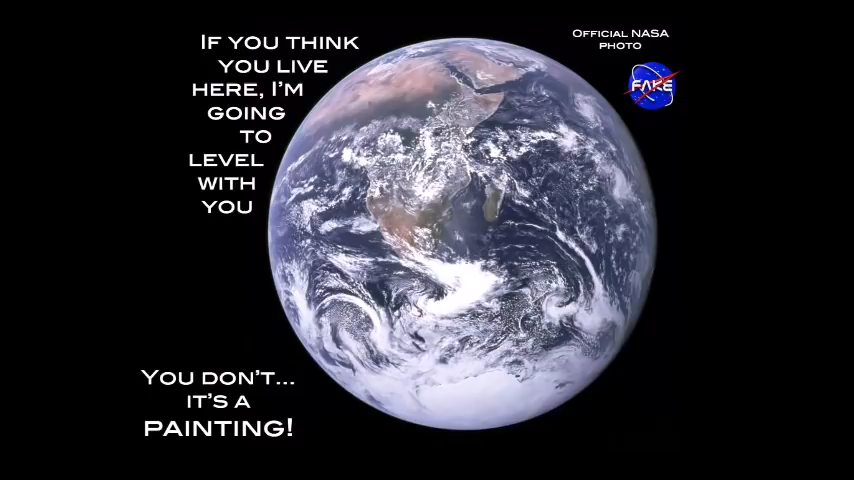 IF YOU THINK
YOU LIVE
HERE, I'M
GOING
TO
LEVEL
WITH
YOU
OFFICIAL NASA
PHOTO
FAKE
YOU DON'T...
IT'S A
PAINTING!